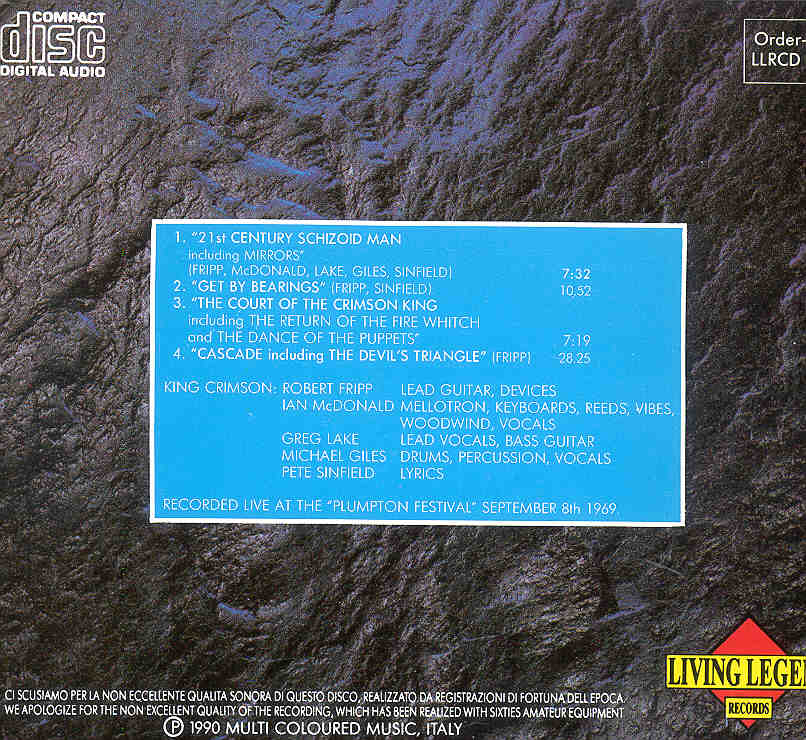 COMPACT
disc
DIGITAL AUDIO
Order-
LLRCD
1. "21st CENTURY SCHIZOID MAN
including MIRRORS"
(FRIPP, McDONALD, LAKE, GILES, SINFIELD) 7:32
2. "GET BY BEARINGS" (FRIPP, SINFIELD) 10,52
3. "THE COURT OF THE CRIMSON KING
including THE RETURN OF THE FIRE WHITCH
and THE DANCE OF THE PUPPETS" 7:19
4. "CASCADE including THE DEVIL'S TRIANGLE" (FRIPP) 28.25
KING CRIMSON: ROBERT FRIPP LEAD GUITAR, DEVICES
IAN McDONALD MELLOTRON, KEYBOARDS, REEDS, VIBES,
WOODWIND, VOCALS
GREG LAKE LEAD VOCALS, BASS GUITAR
MICHAEL GILES DRUMS, PERCUSSION, VOCALS
PETE SINFIELD LYRICS
RECORDED LIVE AT THE "PLUMPTON FESTIVAL" SEPTEMBER 8th 1969.
LIVING LEGE
RECORDS
CI SCUSIAMO PER LA NON ECCELLENTE QUALITA SONORA DI QUESTO DISCO, REALIZZATO DA REGISTRAZIONI DI FORTUNA DELL EPOCA.
WE APOLOGIZE FOR THE NON EXCELLENT QUALITY OF THE RECORDING, WHICH HAS BEEN REALIZED WITH SIXTIES AMATEUR EQUIPMENT
Ⓟ 1990 MULTI COLOURED MUSIC, ITALY